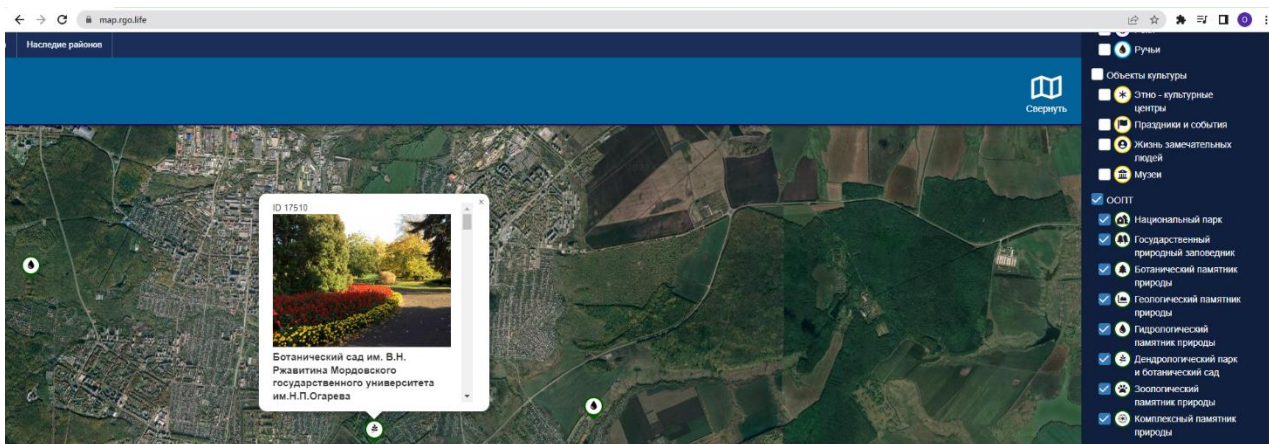 map.rgo.life
Наследие районов
Свернуть
ID 17510
Ботанический сад им. В.Н.
Ржавитина Мордовского
государственного университета
им.Н.П.Огарева
Ручьи
Объекты культуры
Этно - культурные
центры
Праздники и события
Жизнь замечательных
людей
Музеи
ООПТ
Национальный парк
Государственный
природный заповедник
Ботанический памятник
природы
Геологический памятник
природы
Гидрологический
памятник природы
Дендрологический парк
и ботанический сад
Зоологический
памятник природы
Комплексный памятник
природы